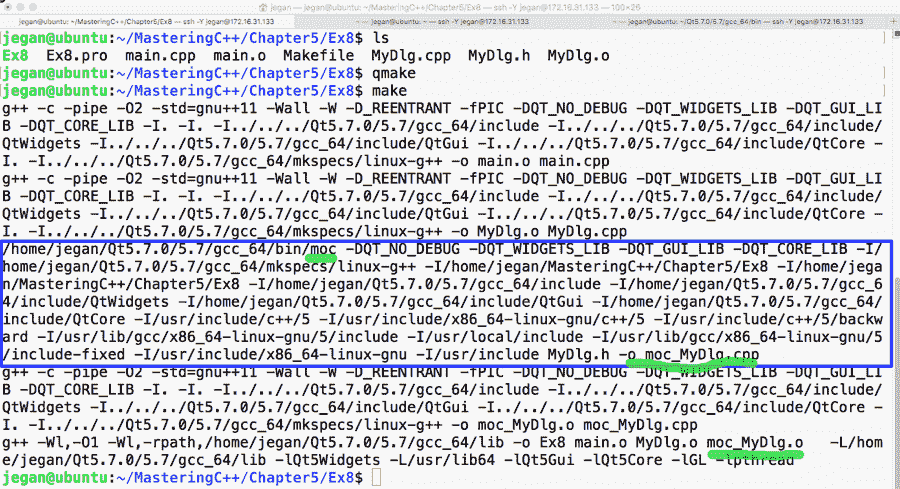 jegan — jegan@ubuntu: ~/MasteringC++/Chapter5/Ex8 — ssh -Y jegan@172.16.31.133 — 100×26
jegan@ubuntu: ~/MasteringC++/Chapter5/Ex8 — ssh -Y jegan@172.16.31.133
jegan@ubuntu: ~ — ssh -Y jegan@172.16.31.133
jegan@ubuntu: ~/Qt5.7.0/5.7/gcc_64/bin — ssh -Y jegan@172.16.31.133
jegan@ubuntu:~/MasteringC++/Chapter5/Ex8$ ls
Ex8  Ex8.pro  main.cpp  main.o  Makefile  MyDlg.cpp  MyDlg.h  MyDlg.o
jegan@ubuntu:~/MasteringC++/Chapter5/Ex8$ qmake
jegan@ubuntu:~/MasteringC++/Chapter5/Ex8$ make
g++ -c -pipe -O2 -std=gnu++11 -Wall -W -D_REENTRANT -fPIC -DQT_NO_DEBUG -DQT_WIDGETS_LIB -DQT_GUI_LI
B -DQT_CORE_LIB -I. -I. -I../../../Qt5.7.0/5.7/gcc_64/include -I../../../Qt5.7.0/5.7/gcc_64/include/
QtWidgets -I../../../Qt5.7.0/5.7/gcc_64/include/QtGui -I../../../Qt5.7.0/5.7/gcc_64/include/QtCore -
I. -I../../../Qt5.7.0/5.7/gcc_64/mkspecs/linux-g++ -o main.o main.cpp
g++ -c -pipe -O2 -std=gnu++11 -Wall -W -D_REENTRANT -fPIC -DQT_NO_DEBUG -DQT_WIDGETS_LIB -DQT_GUI_LI
B -DQT_CORE_LIB -I. -I. -I../../../Qt5.7.0/5.7/gcc_64/include -I../../../Qt5.7.0/5.7/gcc_64/include/
QtWidgets -I../../../Qt5.7.0/5.7/gcc_64/include/QtGui -I../../../Qt5.7.0/5.7/gcc_64/include/QtCore -
I. -I../../../Qt5.7.0/5.7/gcc_64/mkspecs/linux-g++ -o MyDlg.o MyDlg.cpp
/home/jegan/Qt5.7.0/5.7/gcc_64/bin/moc -DQT_NO_DEBUG -DQT_WIDGETS_LIB -DQT_GUI_LIB -DQT_CORE_LIB -I/
home/jegan/Qt5.7.0/5.7/gcc_64/mkspecs/linux-g++ -I/home/jegan/MasteringC++/Chapter5/Ex8 -I/home/jega
n/MasteringC++/Chapter5/Ex8 -I/home/jegan/Qt5.7.0/5.7/gcc_64/include -I/home/jegan/Qt5.7.0/5.7/gcc_6
4/include/QtWidgets -I/home/jegan/Qt5.7.0/5.7/gcc_64/include/QtGui -I/home/jegan/Qt5.7.0/5.7/gcc_64/
include/QtCore -I/usr/include/c++/5 -I/usr/include/x86_64-linux-gnu/c++/5 -I/usr/include/c++/5/backw
ard -I/usr/lib/gcc/x86_64-linux-gnu/5/include -I/usr/local/include -I/usr/lib/gcc/x86_64-linux-gnu/5
/include-fixed -I/usr/include/x86_64-linux-gnu -I/usr/include MyDlg.h -o moc_MyDlg.cpp
g++ -c -pipe -O2 -std=gnu++11 -Wall -W -D_REENTRANT -fPIC -DQT_NO_DEBUG -DQT_WIDGETS_LIB -DQT_GUI_LI
B -DQT_CORE_LIB -I. -I. -I../../../Qt5.7.0/5.7/gcc_64/include -I../../../Qt5.7.0/5.7/gcc_64/include/
QtWidgets -I../../../Qt5.7.0/5.7/gcc_64/include/QtGui -I../../../Qt5.7.0/5.7/gcc_64/include/QtCore -
I. -I../../../Qt5.7.0/5.7/gcc_64/mkspecs/linux-g++ -o moc_MyDlg.o moc_MyDlg.cpp
g++ -Wl,-O1 -Wl,-rpath,/home/jegan/Qt5.7.0/5.7/gcc_64/lib -o Ex8 main.o MyDlg.o moc_MyDlg.o   -L/hom
e/jegan/Qt5.7.0/5.7/gcc_64/lib -lQt5Widgets -L/usr/lib64 -lQt5Gui -lQt5Core -lGL -lpthread
jegan@ubuntu:~/MasteringC++/Chapter5/Ex8$